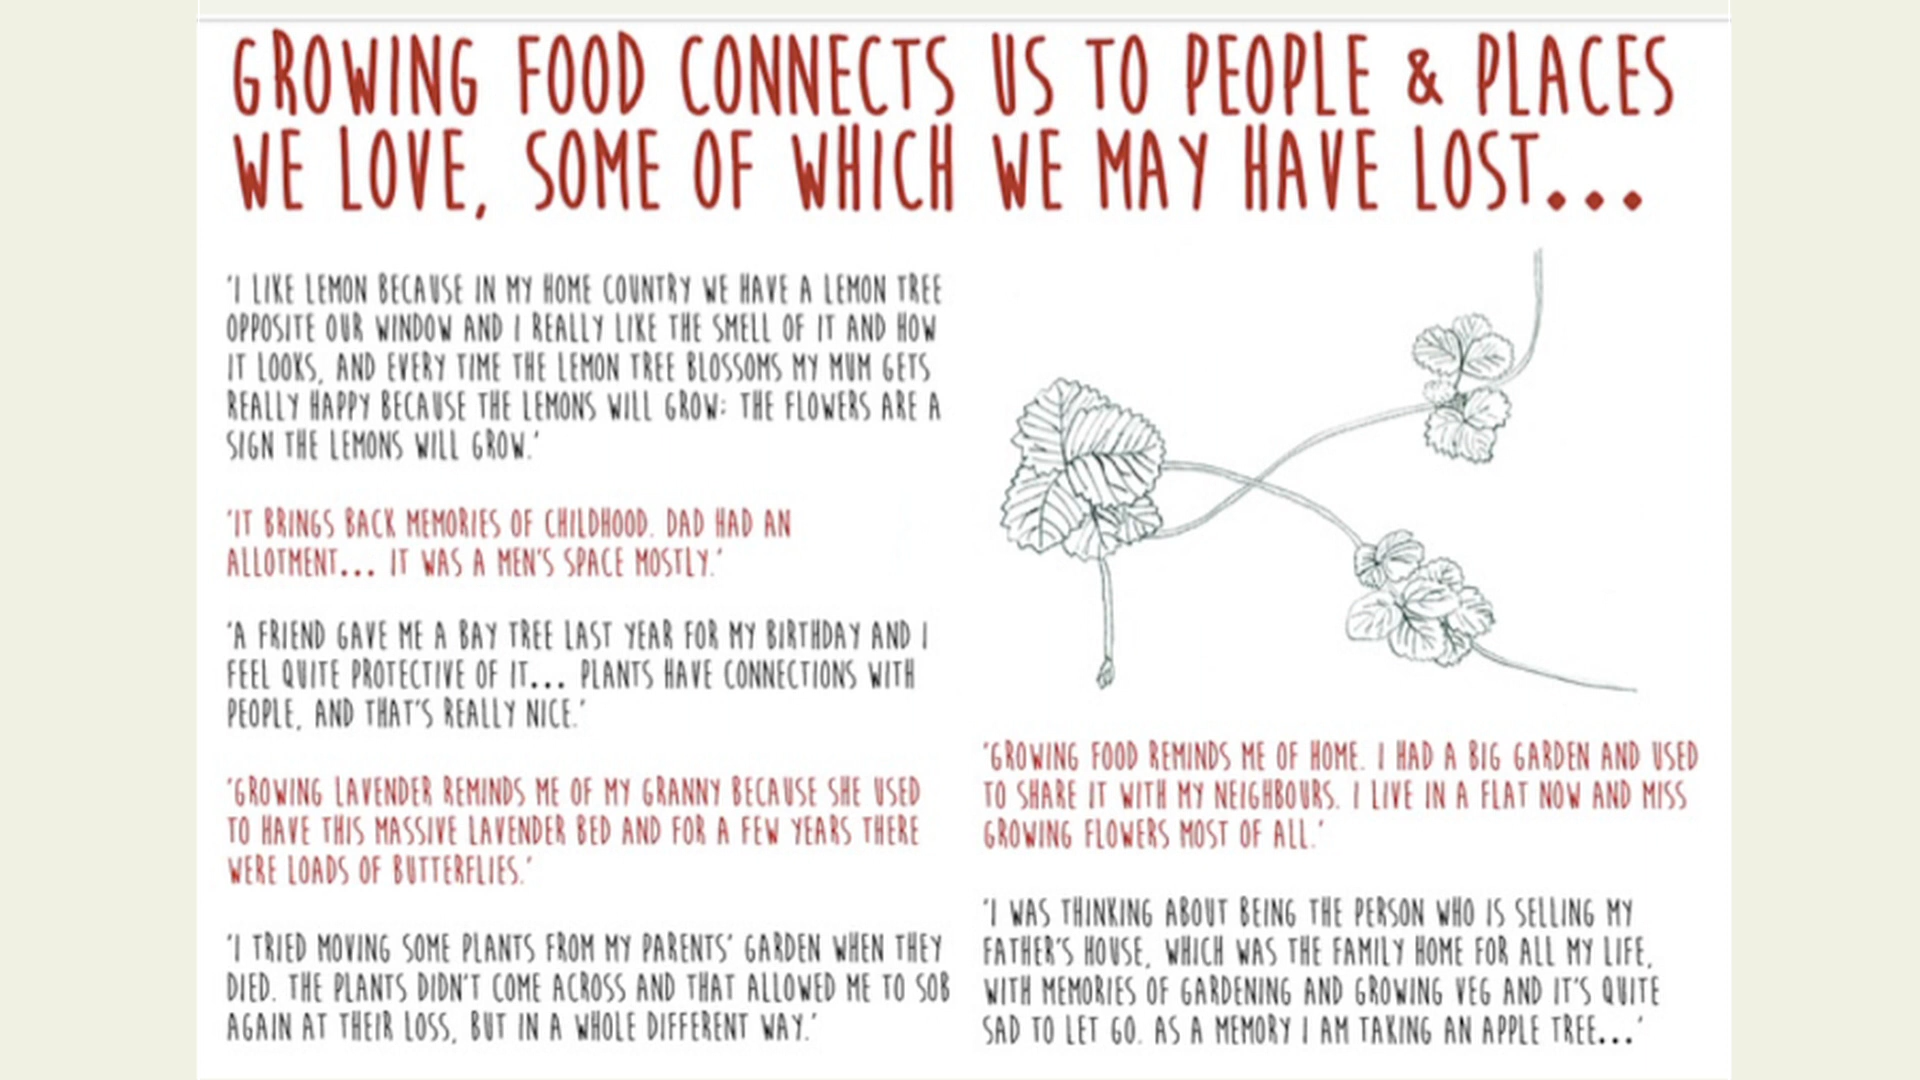 GROWING FOOD CONNECTS US TO PEOPLE & PLACES
WE LOVE, SOME OF WHICH WE MAY HAVE LOST...
'I LIKE LEMON BECAUSE IN MY HOME COUNTRY WE HAVE A LEMON TREE
OPPOSITE OUR WINDOW AND I REALLY LIKE THE SMELL OF IT AND HOW
IT LOOKS, AND EVERY TIME THE LEMON TREE BLOSSOMS MY MUM GETS
REALLY HAPPY BECAUSE THE LEMONS WILL GROW: THE FLOWERS ARE A
SIGN THE LEMONS WILL GROW.'
'IT BRINGS BACK MEMORIES OF CHILDHOOD. DAD HAD AN
ALLOTMENT... IT WAS A MEN'S SPACE MOSTLY.'
'A FRIEND GAVE ME A BAY TREE LAST YEAR FOR MY BIRTHDAY AND I
FEEL QUITE PROTECTIVE OF IT... PLANTS HAVE CONNECTIONS WITH
PEOPLE, AND THAT'S REALLY NICE.'
'GROWING LAVENDER REMINDS ME OF MY GRANNY BECAUSE SHE USED
TO HAVE THIS MASSIVE LAVENDER BED AND FOR A FEW YEARS THERE
WERE LOADS OF BUTTERFLIES.'
'I TRIED MOVING SOME PLANTS FROM MY PARENTS' GARDEN WHEN THEY
DIED. THE PLANTS DIDN'T COME ACROSS AND THAT ALLOWED ME TO SOB
AGAIN AT THEIR LOSS, BUT IN A WHOLE DIFFERENT WAY.'
'GROWING FOOD REMINDS ME OF HOME. I HAD A BIG GARDEN AND USED
TO SHARE IT WITH MY NEIGHBOURS. I LIVE IN A FLAT NOW AND MISS
GROWING FLOWERS MOST OF ALL.'
'I WAS THINKING ABOUT BEING THE PERSON WHO IS SELLING MY
FATHER'S HOUSE, WHICH WAS THE FAMILY HOME FOR ALL MY LIFE,
WITH MEMORIES OF GARDENING AND GROWING VEG AND IT'S QUITE
SAD TO LET GO. AS A MEMORY I AM TAKING AN APPLE TREE...'